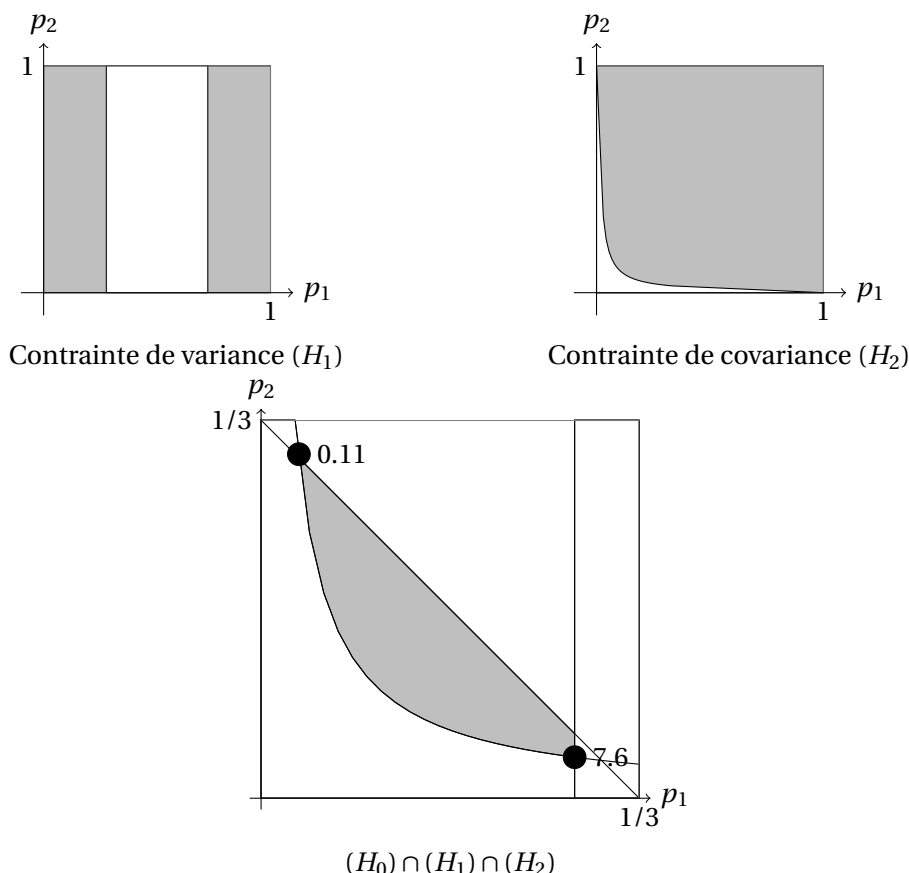 p₂
1
p₁
1
Contrainte de variance (H₁)
p₂
1
p₁
1
Contrainte de covariance (H₂)
p₂
1/3
0.11
7.6
p₁
1/3
(H₀) ∩ (H₁) ∩ (H₂)